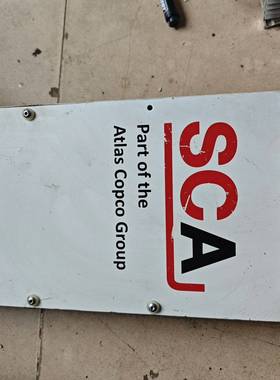 SCA
Part of the
Atlas Copco Group